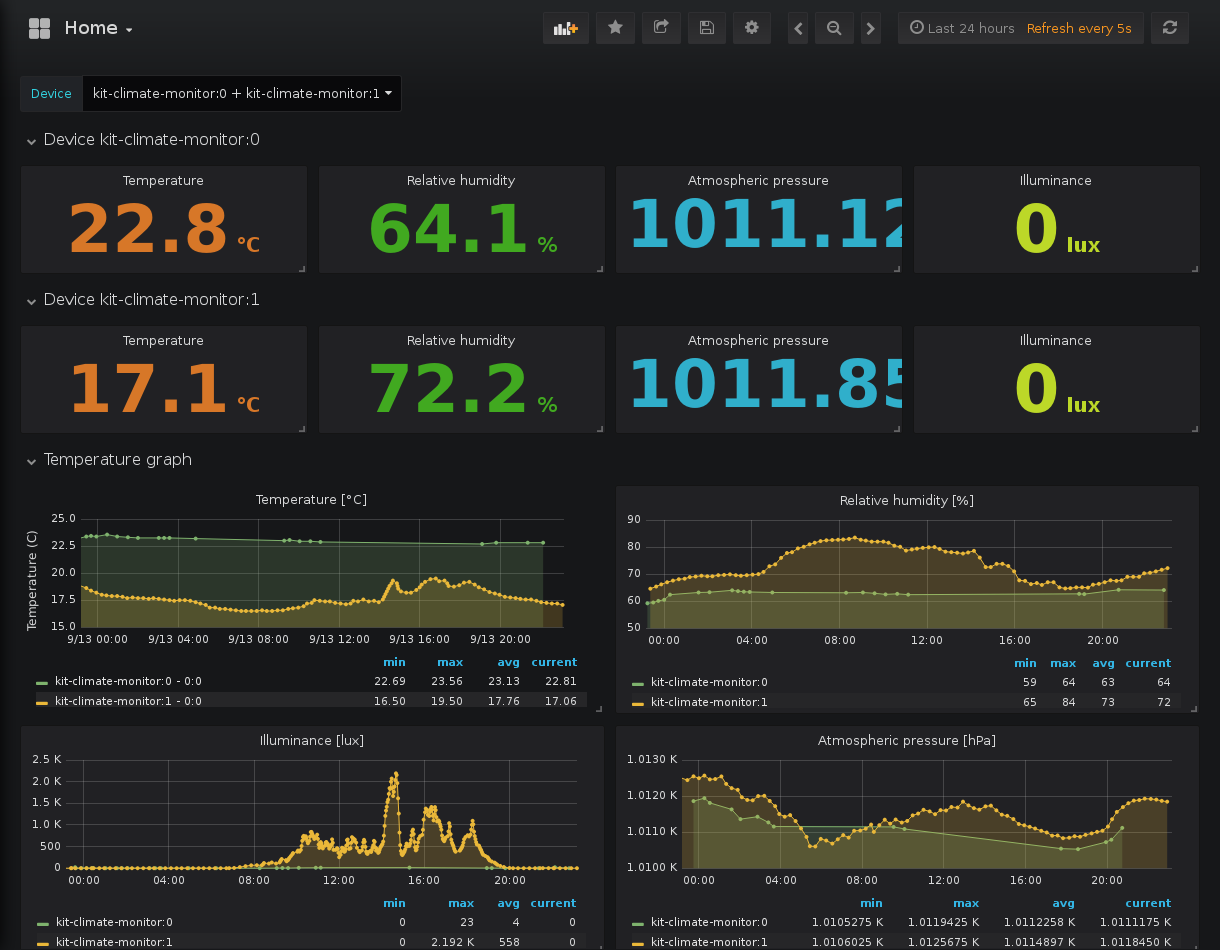 Home
Last 24 hours Refresh every 5s
Device kit-climate-monitor:0 + kit-climate-monitor:1
Device kit-climate-monitor:0
Temperature
22.8 °C
Relative humidity
64.1 %
Atmospheric pressure
1011.12
Illuminance
0 lux
Device kit-climate-monitor:1
Temperature
17.1 °C
Relative humidity
72.2 %
Atmospheric pressure
1011.85
Illuminance
0 lux
Temperature graph
Temperature [°C]
Temperature (C)
25.0
22.5
20.0
17.5
15.0
9/13 00:00 9/13 04:00 9/13 08:00 9/13 12:00 9/13 16:00 9/13 20:00
min max avg current
kit-climate-monitor:0 - 0:0 22.69 23.56 23.13 22.81
kit-climate-monitor:1 - 0:0 16.50 19.50 17.76 17.06
Relative humidity [%]
90
80
70
60
50
00:00 04:00 08:00 12:00 16:00 20:00
min max avg current
kit-climate-monitor:0 59 64 63 64
kit-climate-monitor:1 65 84 73 72
Illuminance [lux]
2.5 K
2.0 K
1.5 K
1.0 K
500
0
00:00 04:00 08:00 12:00 16:00 20:00
min max avg current
kit-climate-monitor:0 0 23 4 0
kit-climate-monitor:1 0 2.192 K 558 0
Atmospheric pressure [hPa]
1.0130 K
1.0120 K
1.0110 K
1.0100 K
00:00 04:00 08:00 12:00 16:00 20:00
min max avg current
kit-climate-monitor:0 1.0105275 K 1.0119425 K 1.0112258 K 1.0111175 K
kit-climate-monitor:1 1.0106025 K 1.0125675 K 1.0114897 K 1.0118450 K